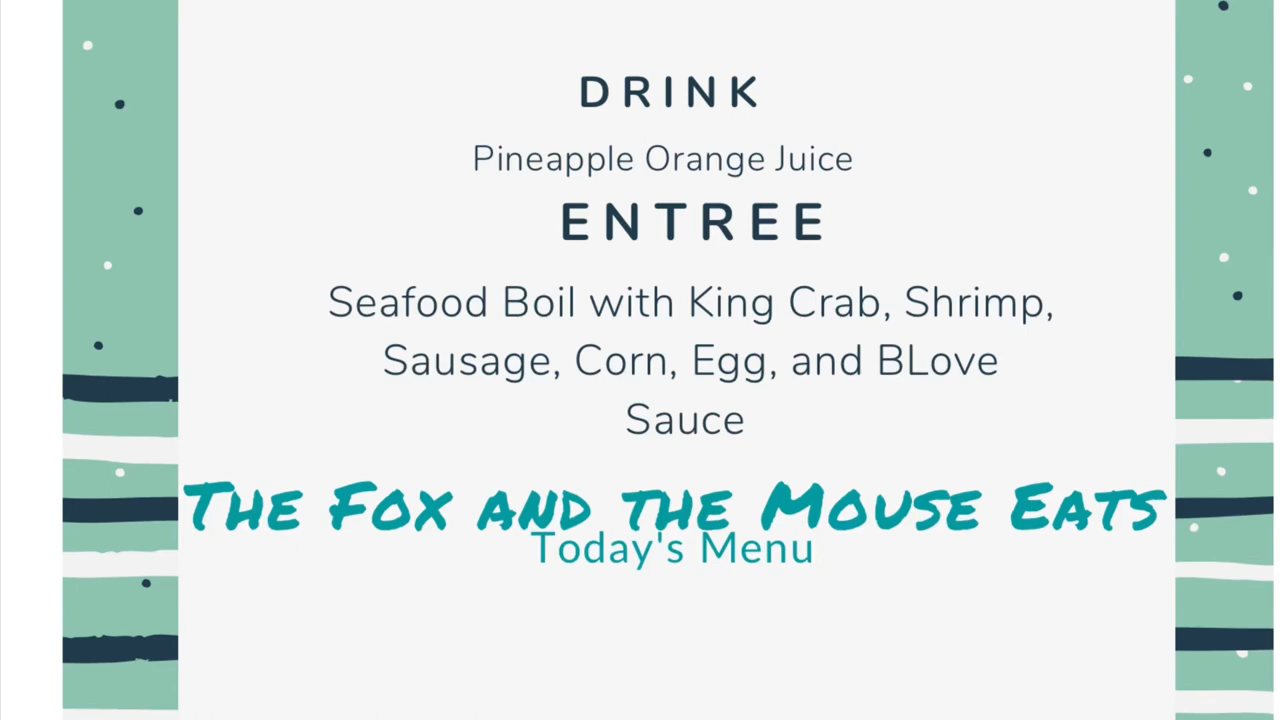 DRINK
Pineapple Orange Juice
ENTREE
Seafood Boil with King Crab, Shrimp,
Sausage, Corn, Egg, and BLove
Sauce
The Fox and the Mouse Eats
Today's Menu